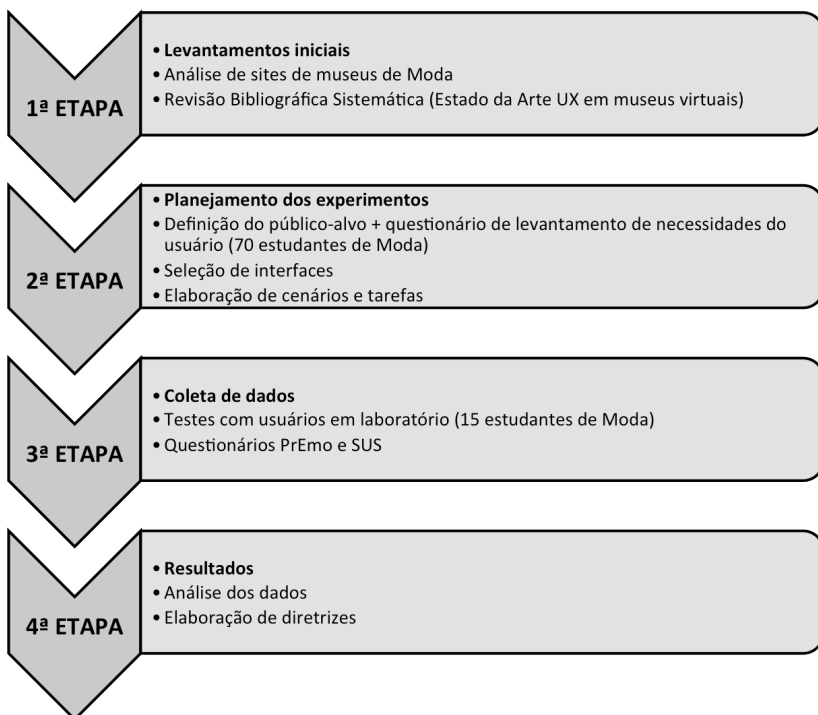 1ª ETAPA
• Levantamentos iniciais
• Análise de sites de museus de Moda
• Revisão Bibliográfica Sistemática (Estado da Arte UX em museus virtuais)
2ª ETAPA
• Planejamento dos experimentos
• Definição do público-alvo + questionário de levantamento de necessidades do
usuário (70 estudantes de Moda)
• Seleção de interfaces
• Elaboração de cenários e tarefas
3ª ETAPA
• Coleta de dados
• Testes com usuários em laboratório (15 estudantes de Moda)
• Questionários PrEmo e SUS
4ª ETAPA
• Resultados
• Análise dos dados
• Elaboração de diretrizes